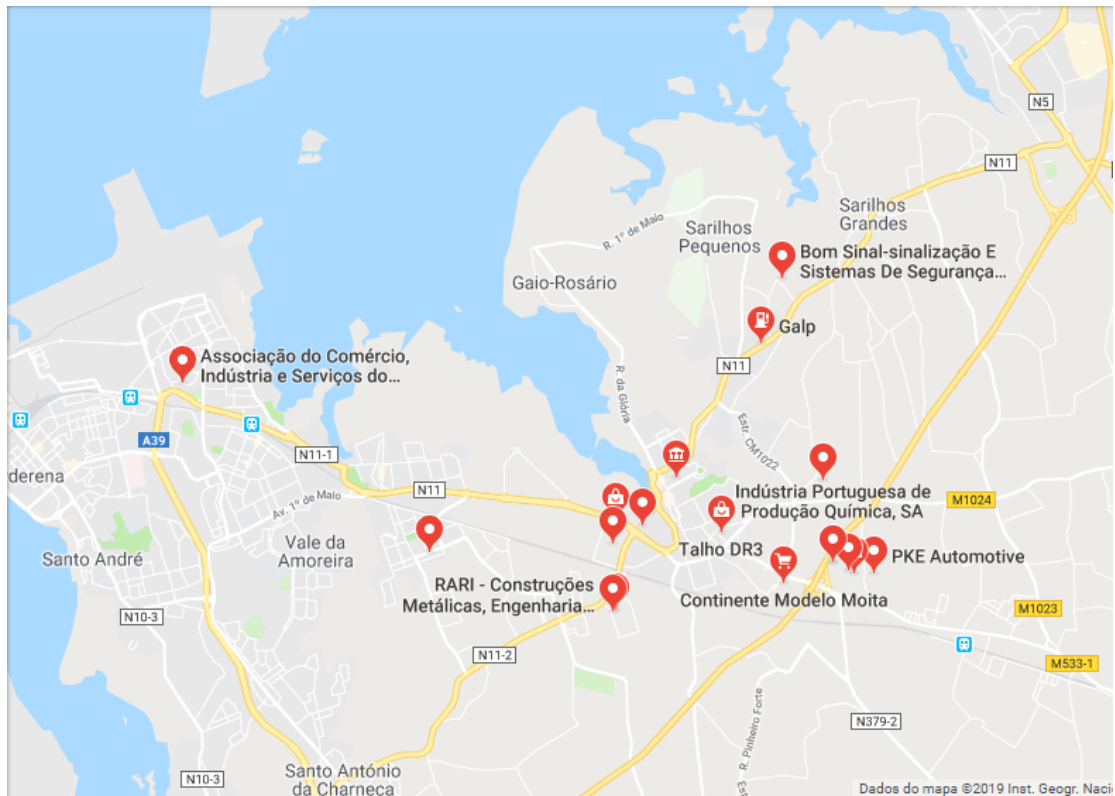 N5
N11
Sarilhos
Grandes
R. 1º de Maio
Sarilhos
Pequenos
Bom Sinal-sinalização E
Sistemas De Segurança...
Gaio-Rosário
Galp
N11
Associação do Comércio,
Indústria e Serviços do...
R. da Glória
Estr. CM1022
A39
N11-1
derena
N11
Av. 1º de Maio
Indústria Portuguesa de
Produção Química, SA
M1024
Santo André
Vale da
Amoreira
Talho DR3
PKE Automotive
RARI - Construções
Metálicas, Engenharia...
Continente Modelo Moita
N10-3
M1023
N11-2
M533-1
R. Pinheiro Forte
N379-2
Santo António
da Charneca
N10-3
Dados do mapa ©2019 Inst. Geogr. Naci